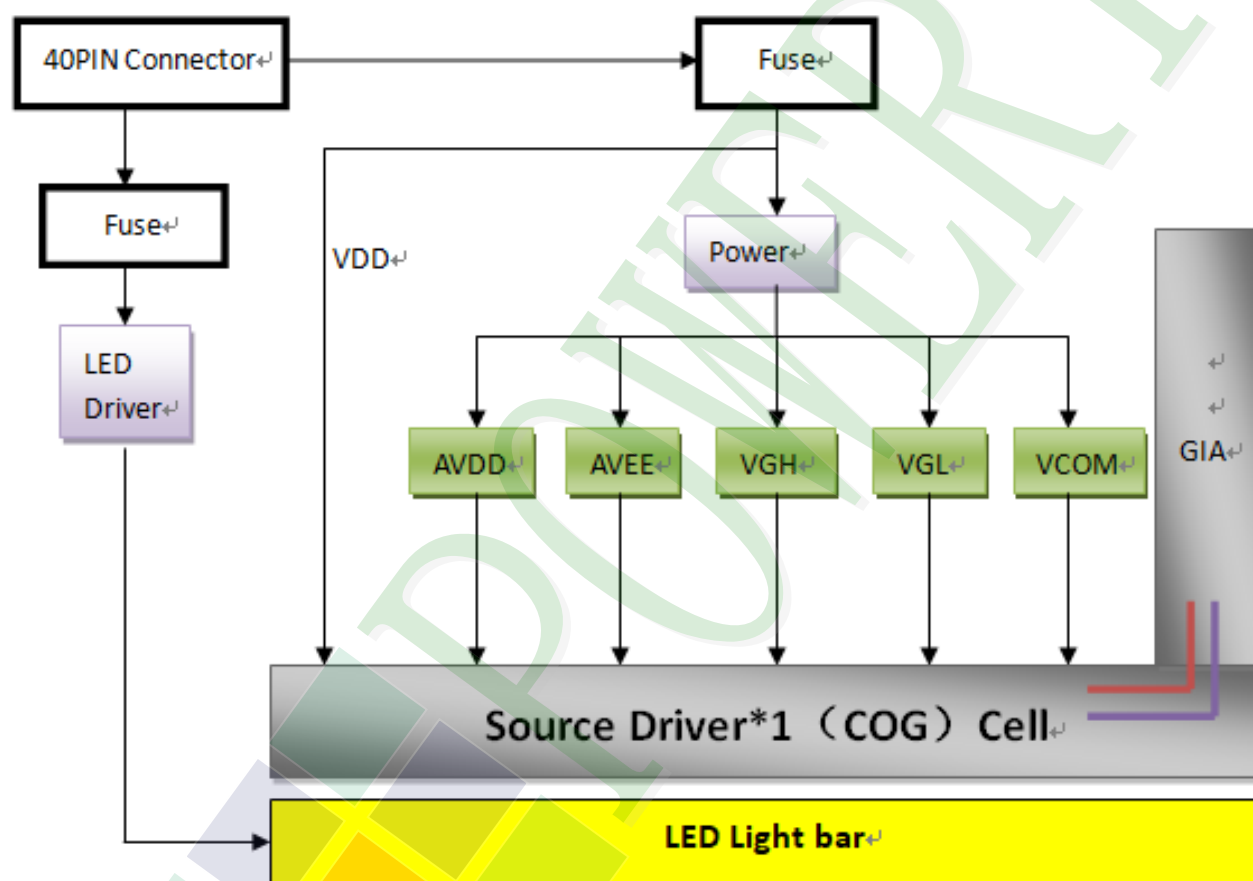 40PIN Connector↵
Fuse↵
Fuse↵
VDD↵
Power↵
LED
Driver↵
↵
↵
GIA↵
AVDD↵
AVEE↵
VGH↵
VGL↵
VCOM↵
Source Driver*1（COG）Cell↵
LED Light bar↵
POWER